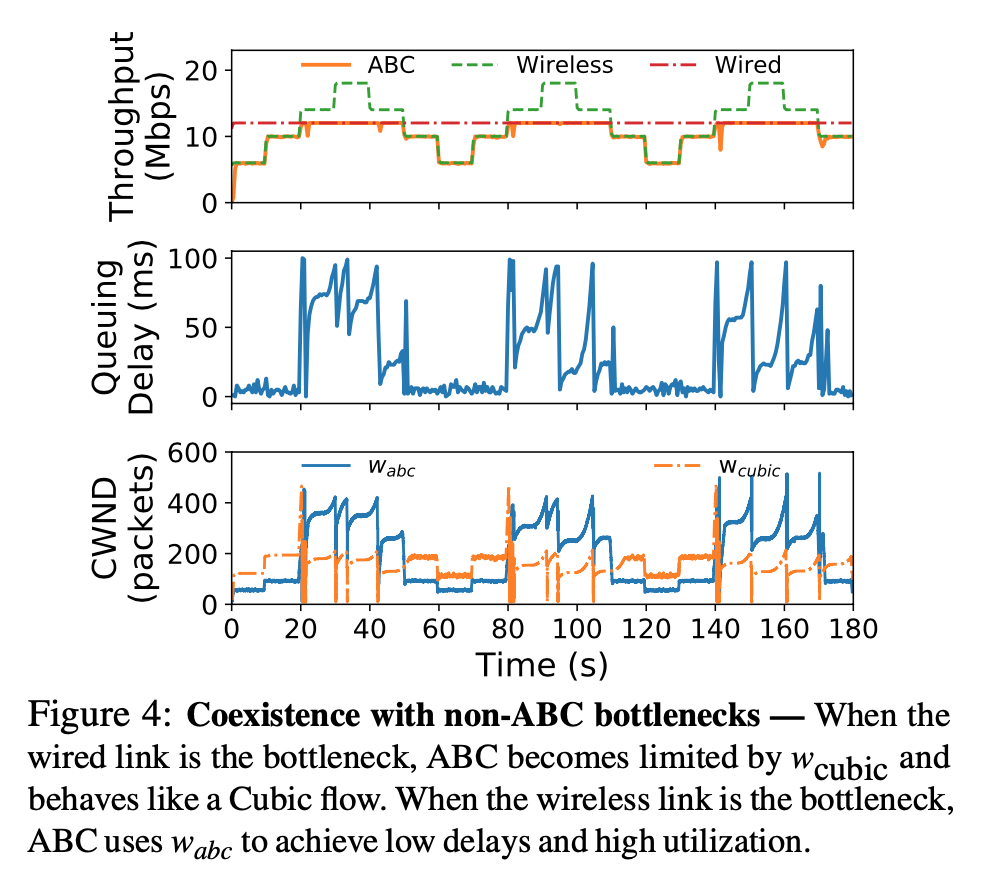 Throughput
(Mbps)
20
10
0
ABC
Wireless
Wired
Queuing
Delay (ms)
100
50
0
CWND
(packets)
600
400
200
0
w_abc
w_cubic
0 20 40 60 80 100 120 140 160 180
Time (s)
Figure 4: Coexistence with non-ABC bottlenecks — When the
wired link is the bottleneck, ABC becomes limited by w_cubic and
behaves like a Cubic flow. When the wireless link is the bottleneck,
ABC uses w_abc to achieve low delays and high utilization.